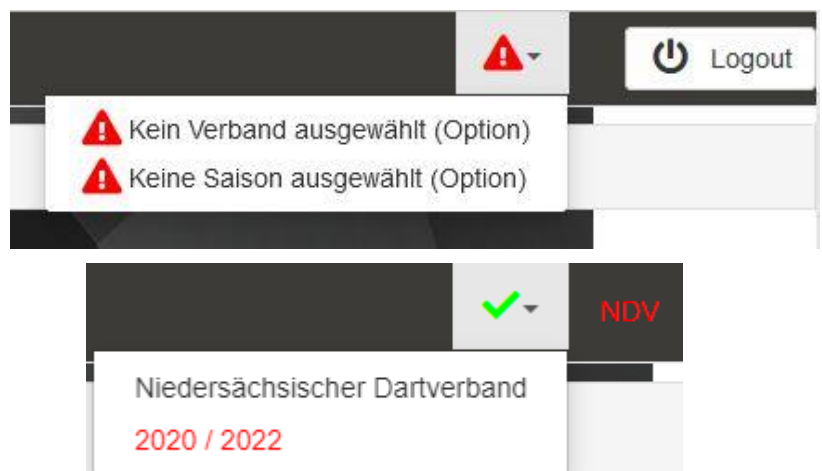 Logout
Kein Verband ausgewählt (Option)
Keine Saison ausgewählt (Option)
NDV
Niedersächsischer Dartverband
2020 / 2022